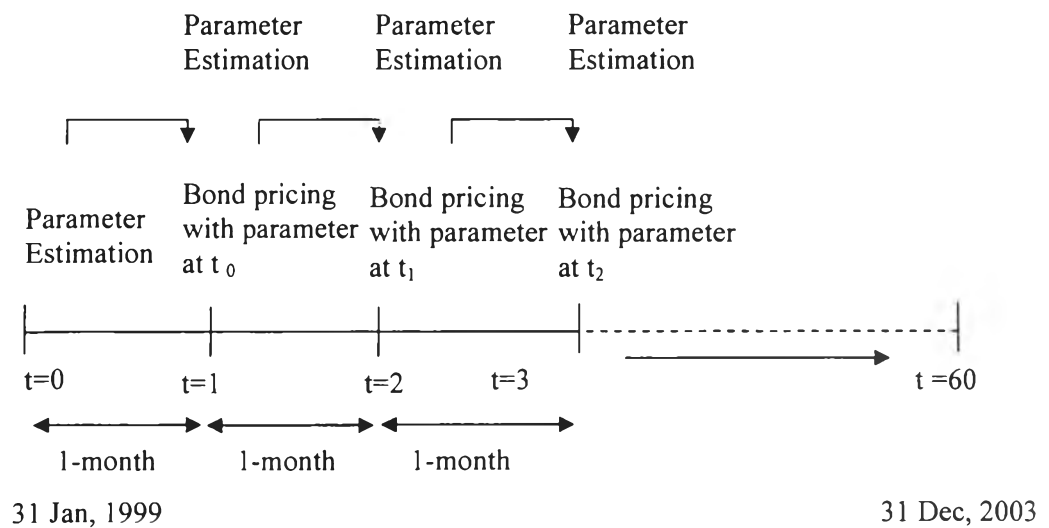 Parameter
Estimation
Parameter
Estimation
Parameter
Estimation
Parameter
Estimation
Bond pricing
with parameter
at t₀
Bond pricing
with parameter
at t₁
Bond pricing
with parameter
at t₂
t=0
t=1
t=2
t=3
t =60
1-month
1-month
1-month
31 Jan, 1999
31 Dec, 2003